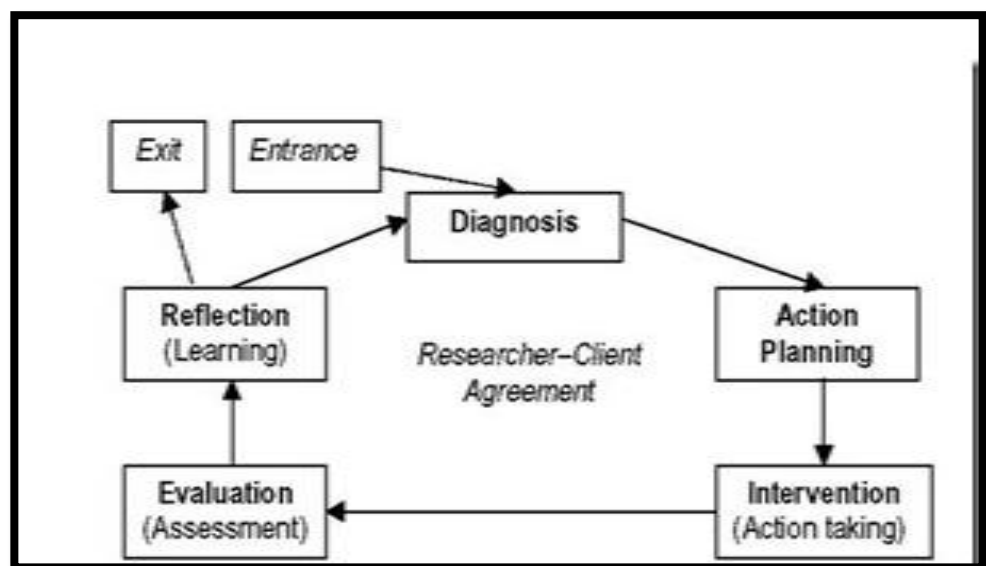 Exit
Entrance
Diagnosis
Reflection
(Learning)
Researcher–Client
Agreement
Action
Planning
Evaluation
(Assessment)
Intervention
(Action taking)